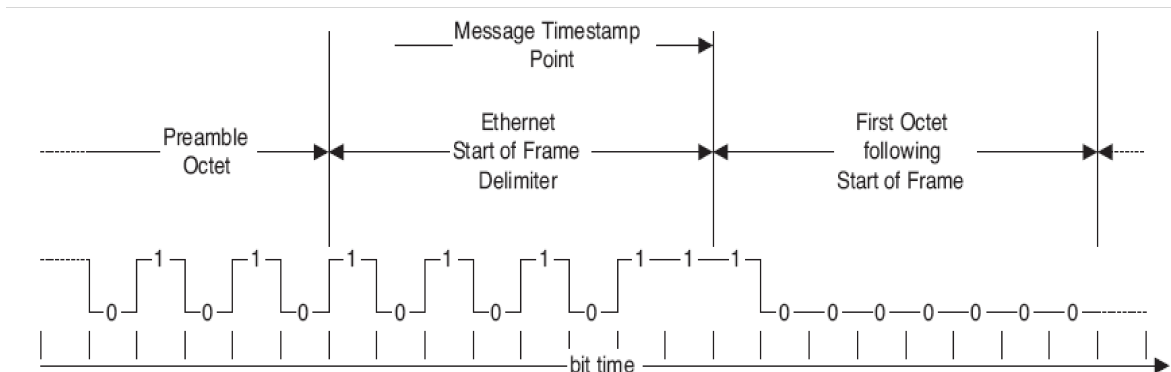 Message Timestamp
Point
Preamble
Octet
Ethernet
Start of Frame
Delimiter
First Octet
following
Start of Frame
0 1 0 1 0 1 0 1 0 1 0 1 1 1 0 0 0 0 0 0 0
bit time